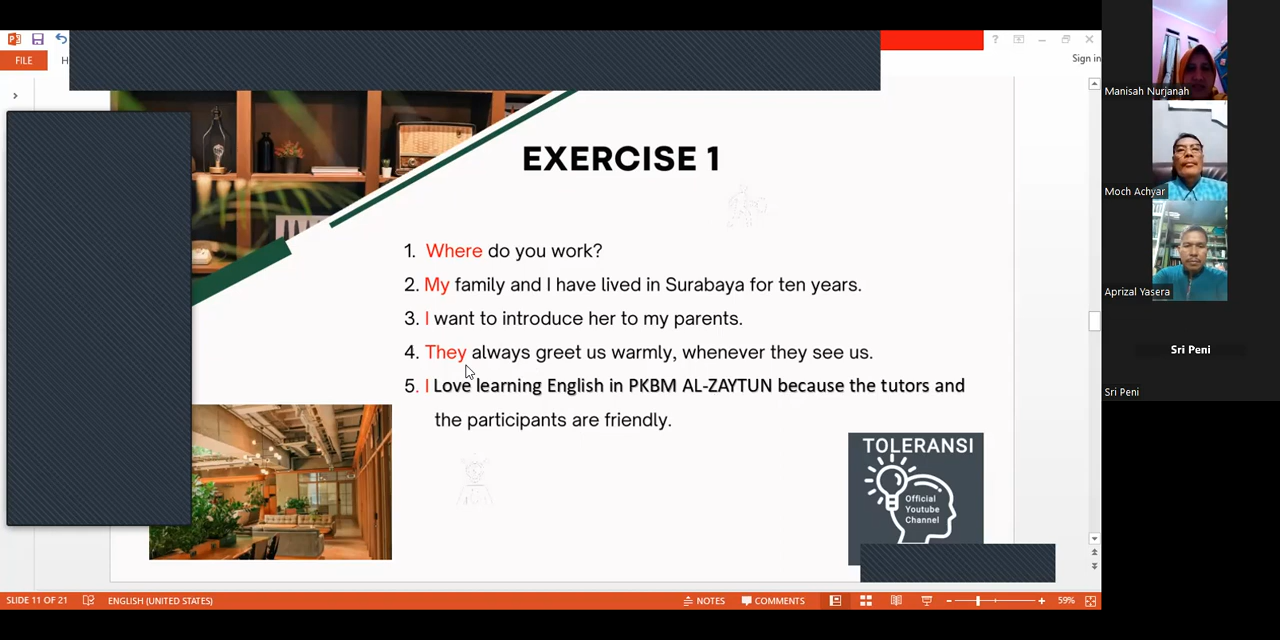 Sign in
FILE
EXERCISE 1
1. Where do you work?
2. My family and I have lived in Surabaya for ten years.
3. I want to introduce her to my parents.
4. They always greet us warmly, whenever they see us.
5. I Love learning English in PKBM AL-ZAYTUN because the tutors and
the participants are friendly.
TOLERANSI
Official
Youtube
Channel
SLIDE 11 OF 21
ENGLISH (UNITED STATES)
NOTES
COMMENTS
59%
Manisah Nurjanah
Moch Achyar
Aprizal Yasera
Sri Peni
Sri Peni